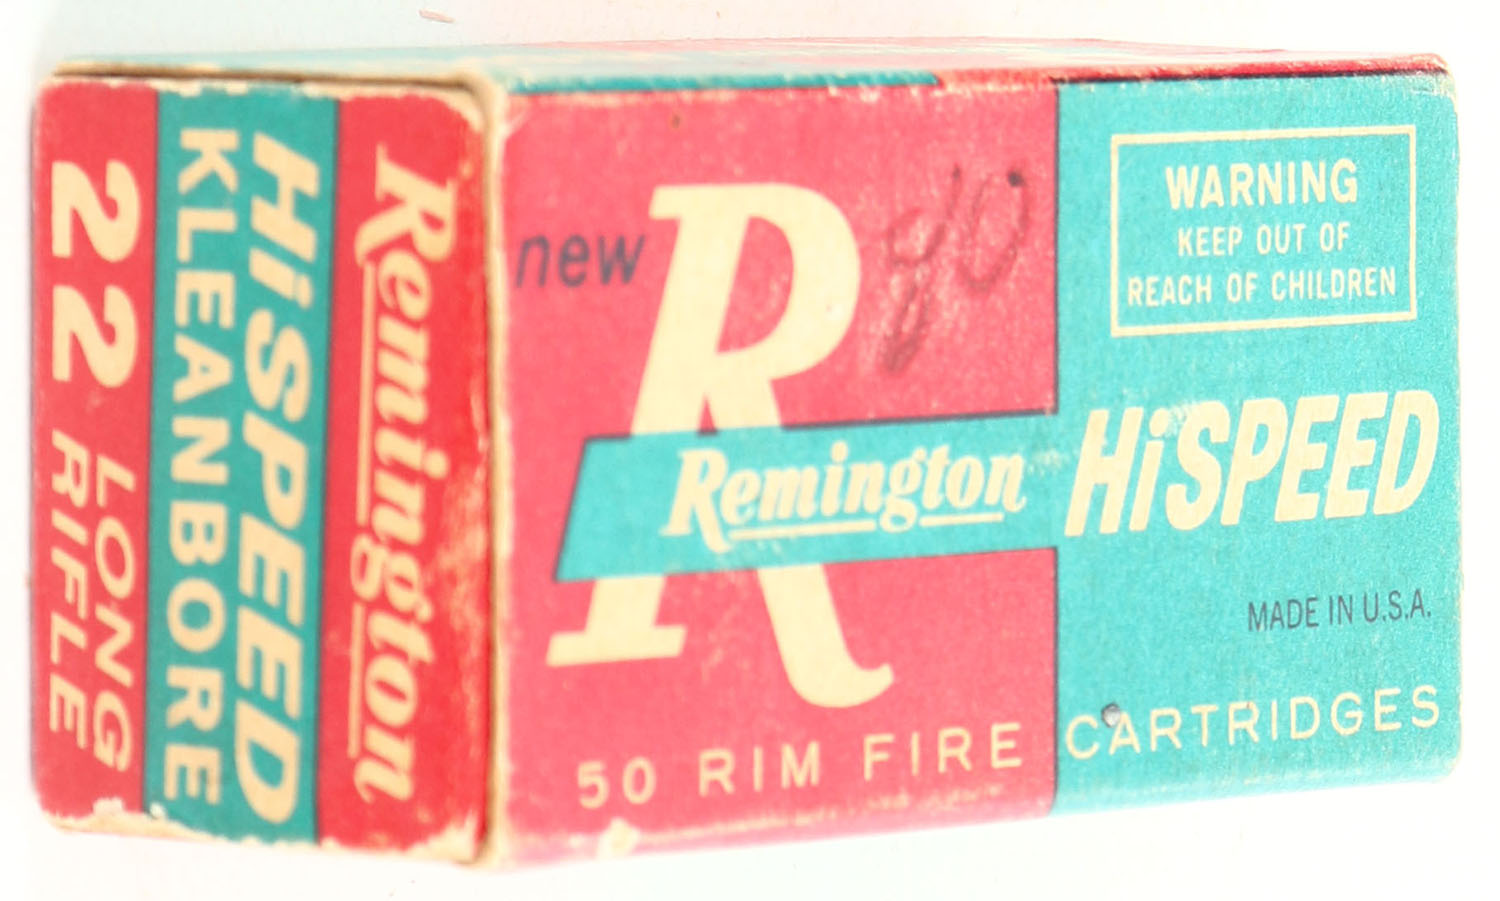 Remington
HiSPEED
KLEANBORE
22 LONG
RIFLE
new R
Remington
50 RIM FIRE
WARNING
KEEP OUT OF
REACH OF CHILDREN
HiSPEED
MADE IN U.S.A.
CARTRIDGES